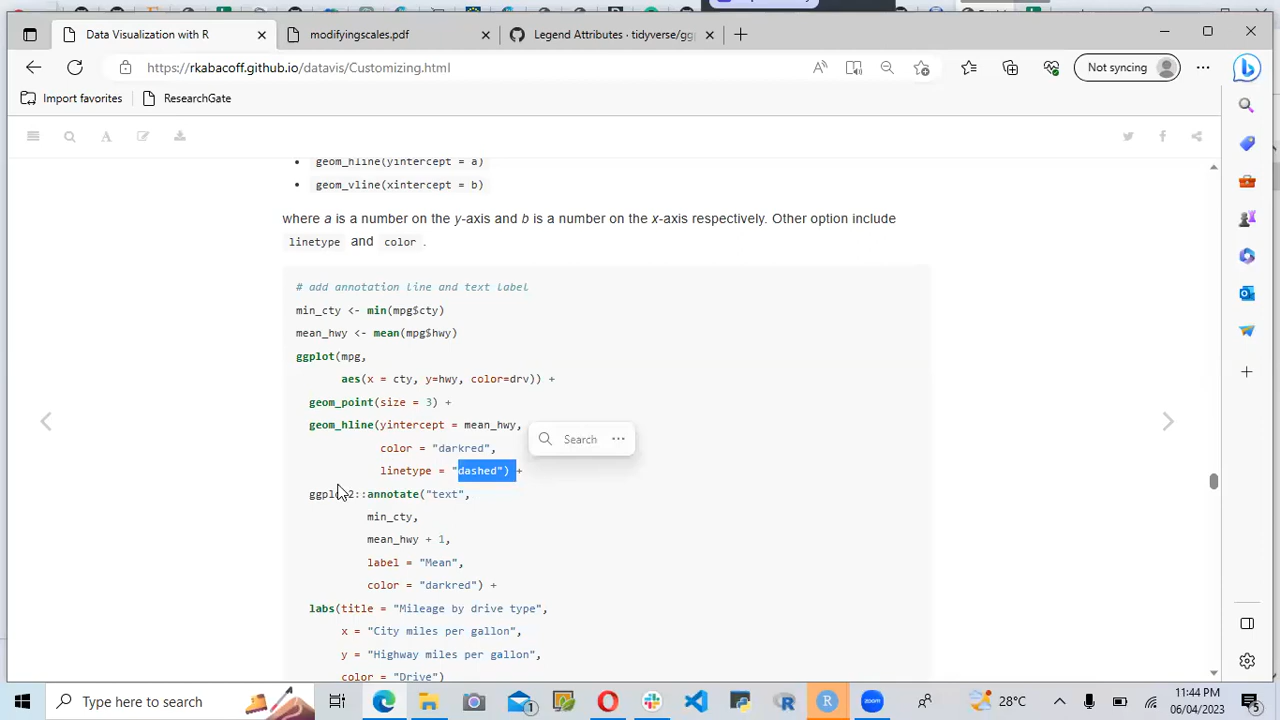 Data Visualization with R
modifyingscales.pdf
Legend Attributes · tidyverse/ggp
https://rkabacoff.github.io/datavis/Customizing.html
Not syncing
Import favorites
ResearchGate
geom_hline(yintercept = a)
geom_vline(xintercept = b)
where a is a number on the y-axis and b is a number on the x-axis respectively. Other option include
linetype and color .
# add annotation line and text label
min_cty <- min(mpg$cty)
mean_hwy <- mean(mpg$hwy)
ggplot(mpg,
aes(x = cty, y=hwy, color=drv)) +
geom_point(size = 3) +
geom_hline(yintercept = mean_hwy,
Search
color = "darkred",
linetype = "dashed") +
ggplot2::annotate("text",
min_cty,
mean_hwy + 1,
label = "Mean",
color = "darkred") +
labs(title = "Mileage by drive type",
x = "City miles per gallon",
y = "Highway miles per gallon",
color = "Drive")
Type here to search
1
zoom
28°C
11:44 PM
06/04/2023
5